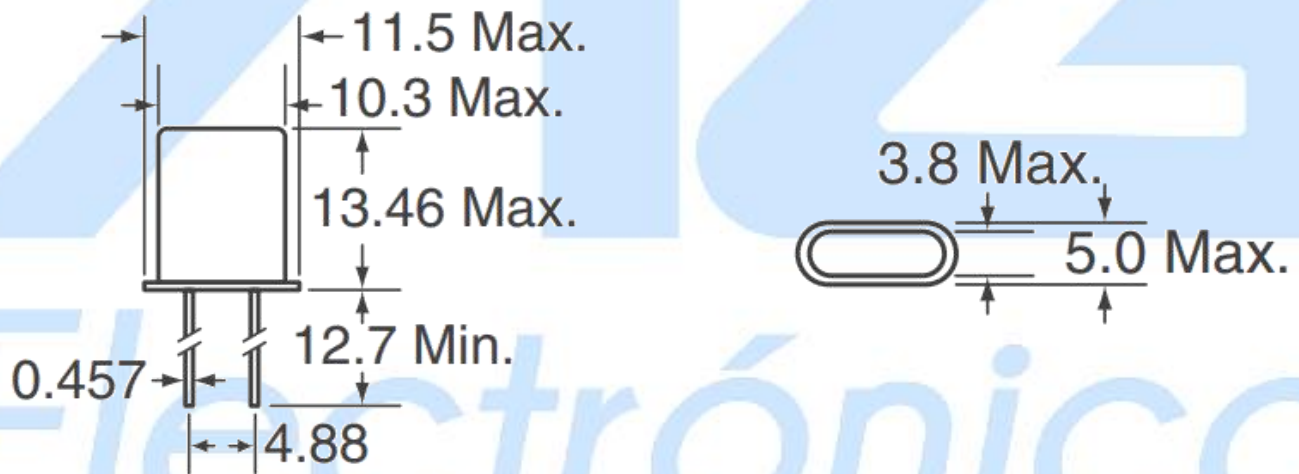 11.5 Max.
10.3 Max.
13.46 Max.
12.7 Min.
0.457
4.88
3.8 Max.
5.0 Max.
Electrónico